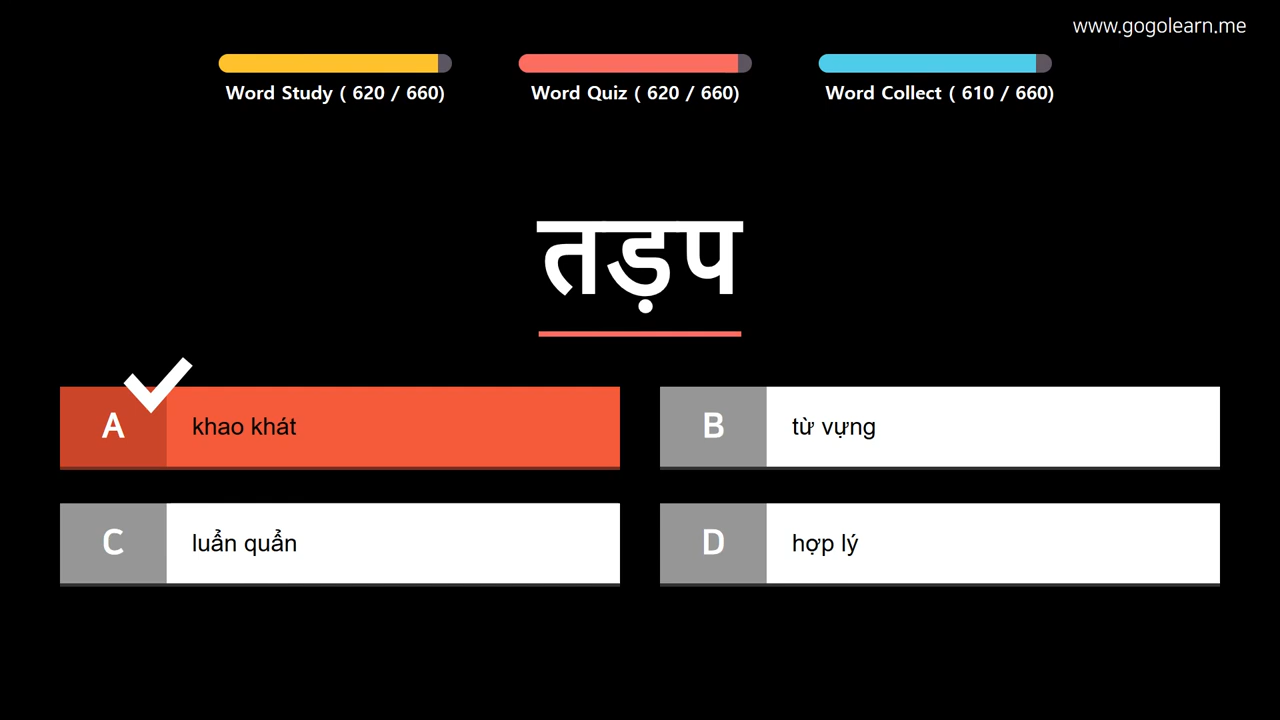 www.gogolearn.me
Word Study ( 620 / 660)
Word Quiz ( 620 / 660)
Word Collect ( 610 / 660)
तड़प
A khao khát
B từ vựng
C luẩn quẩn
D hợp lý